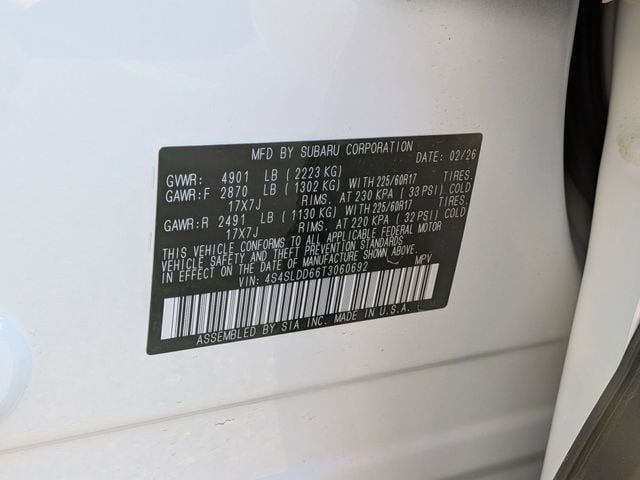 MFD BY SUBARU CORPORATION
DATE: 02/26
GVWR: 4901 LB (2223 KG)
GAWR:F 2870 LB (1302 KG) WITH 225/60R17 TIRES.
17X7J RIMS. AT 230 KPA (33 PSI) COLD
GAWR:R 2491 LB (1130 KG) WITH 225/60R17 TIRES.
17X7J RIMS. AT 220 KPA (32 PSI) COLD
THIS VEHICLE CONFORMS TO ALL APPLICABLE FEDERAL MOTOR
VEHICLE SAFETY AND THEFT PREVENTION STANDARDS
IN EFFECT ON THE DATE OF MANUFACTURE SHOWN ABOVE.
VIN: 4S4SLDD66T3060692 MPV
ASSEMBLED BY SIA INC. MADE IN U.S.A.